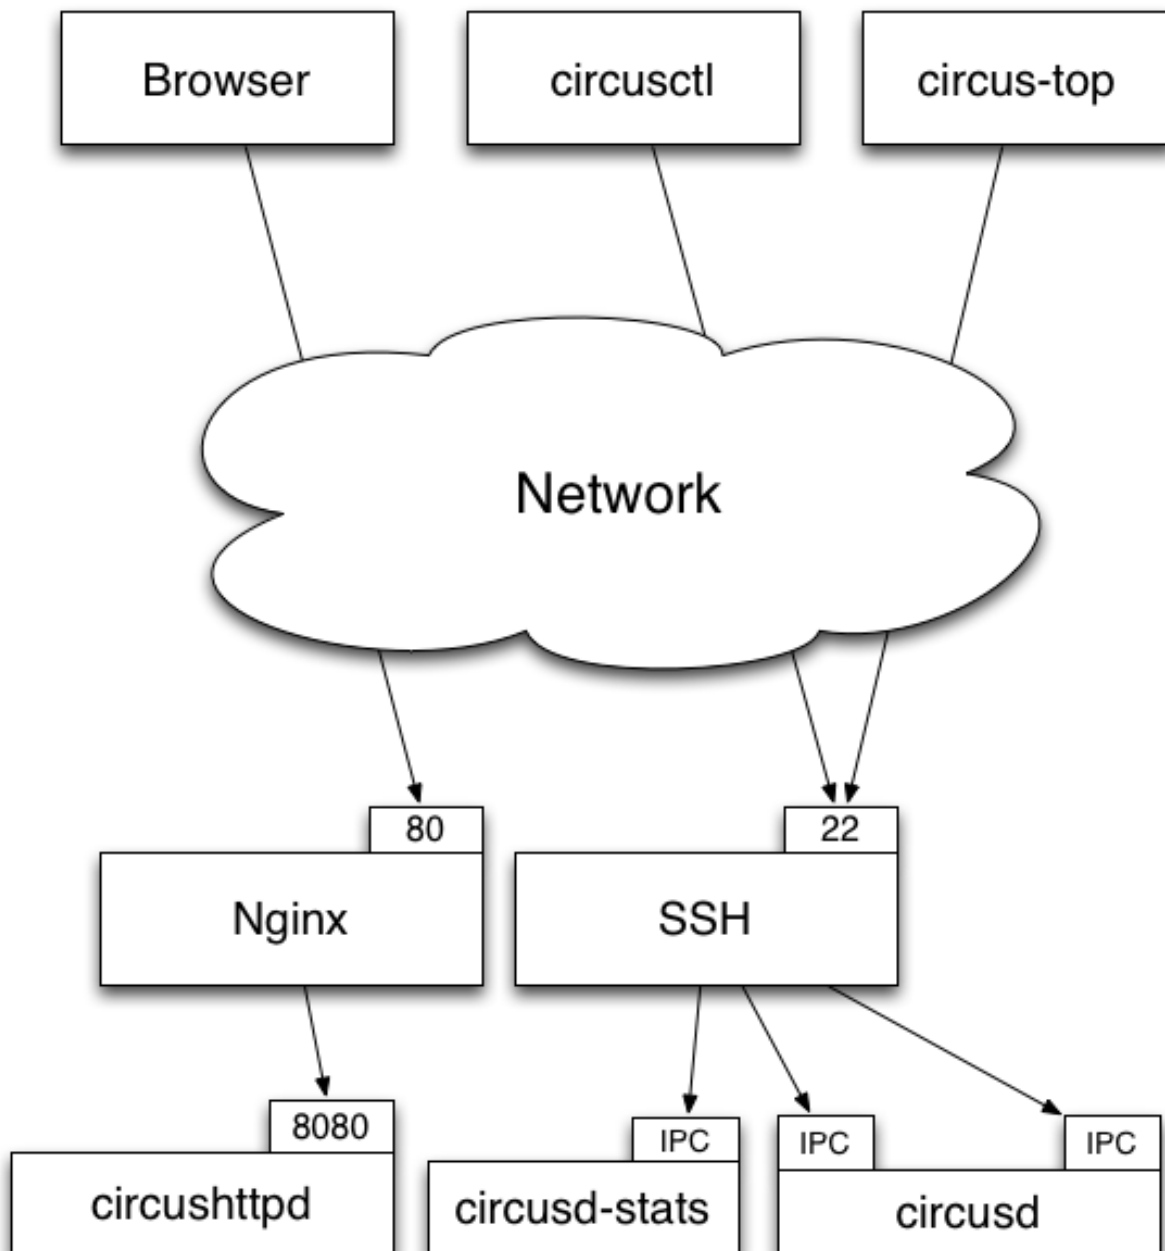 Browser
circusctl
circus-top
Network
80
22
Nginx
SSH
8080
IPC
IPC
IPC
circushttpd
circusd-stats
circusd